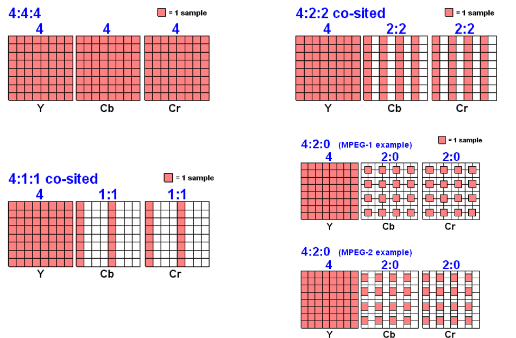 4:4:4
= 1 sample
4 4 4
Y Cb Cr
4:2:2 co-sited
= 1 sample
4 2:2 2:2
Y Cb Cr
4:1:1 co-sited
= 1 sample
4 1:1 1:1
Y Cb Cr
4:2:0 (MPEG-1 example)
= 1 sample
4 2:0 2:0
Y Cb Cr
4:2:0 (MPEG-2 example)
4 2:0 2:0
Y Cb Cr